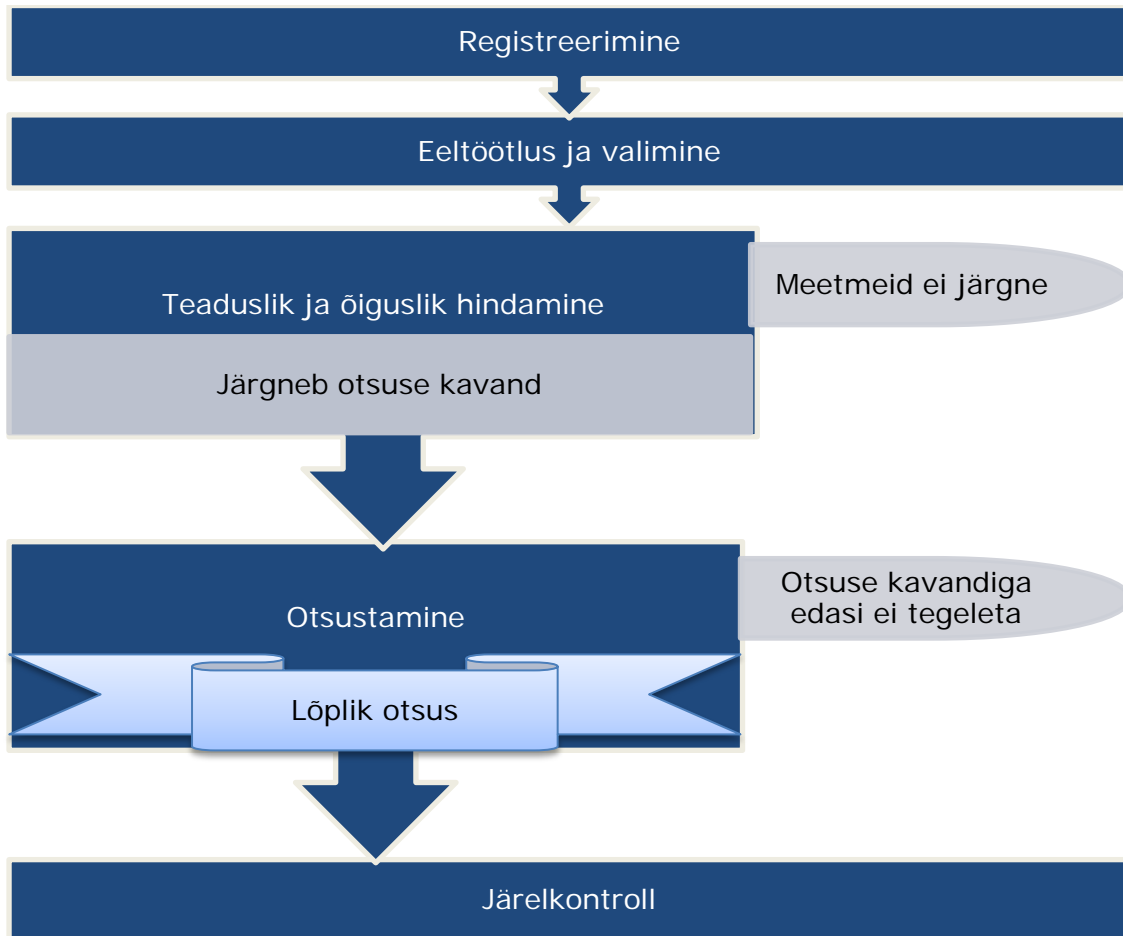 Registreerimine
Eeltöötlus ja valimine
Teaduslik ja õiguslik hindamine
Meetmeid ei järgne
Järgneb otsuse kavand
Otsustamine
Otsuse kavandiga
edasi ei tegeleta
Lõplik otsus
Järelkontroll